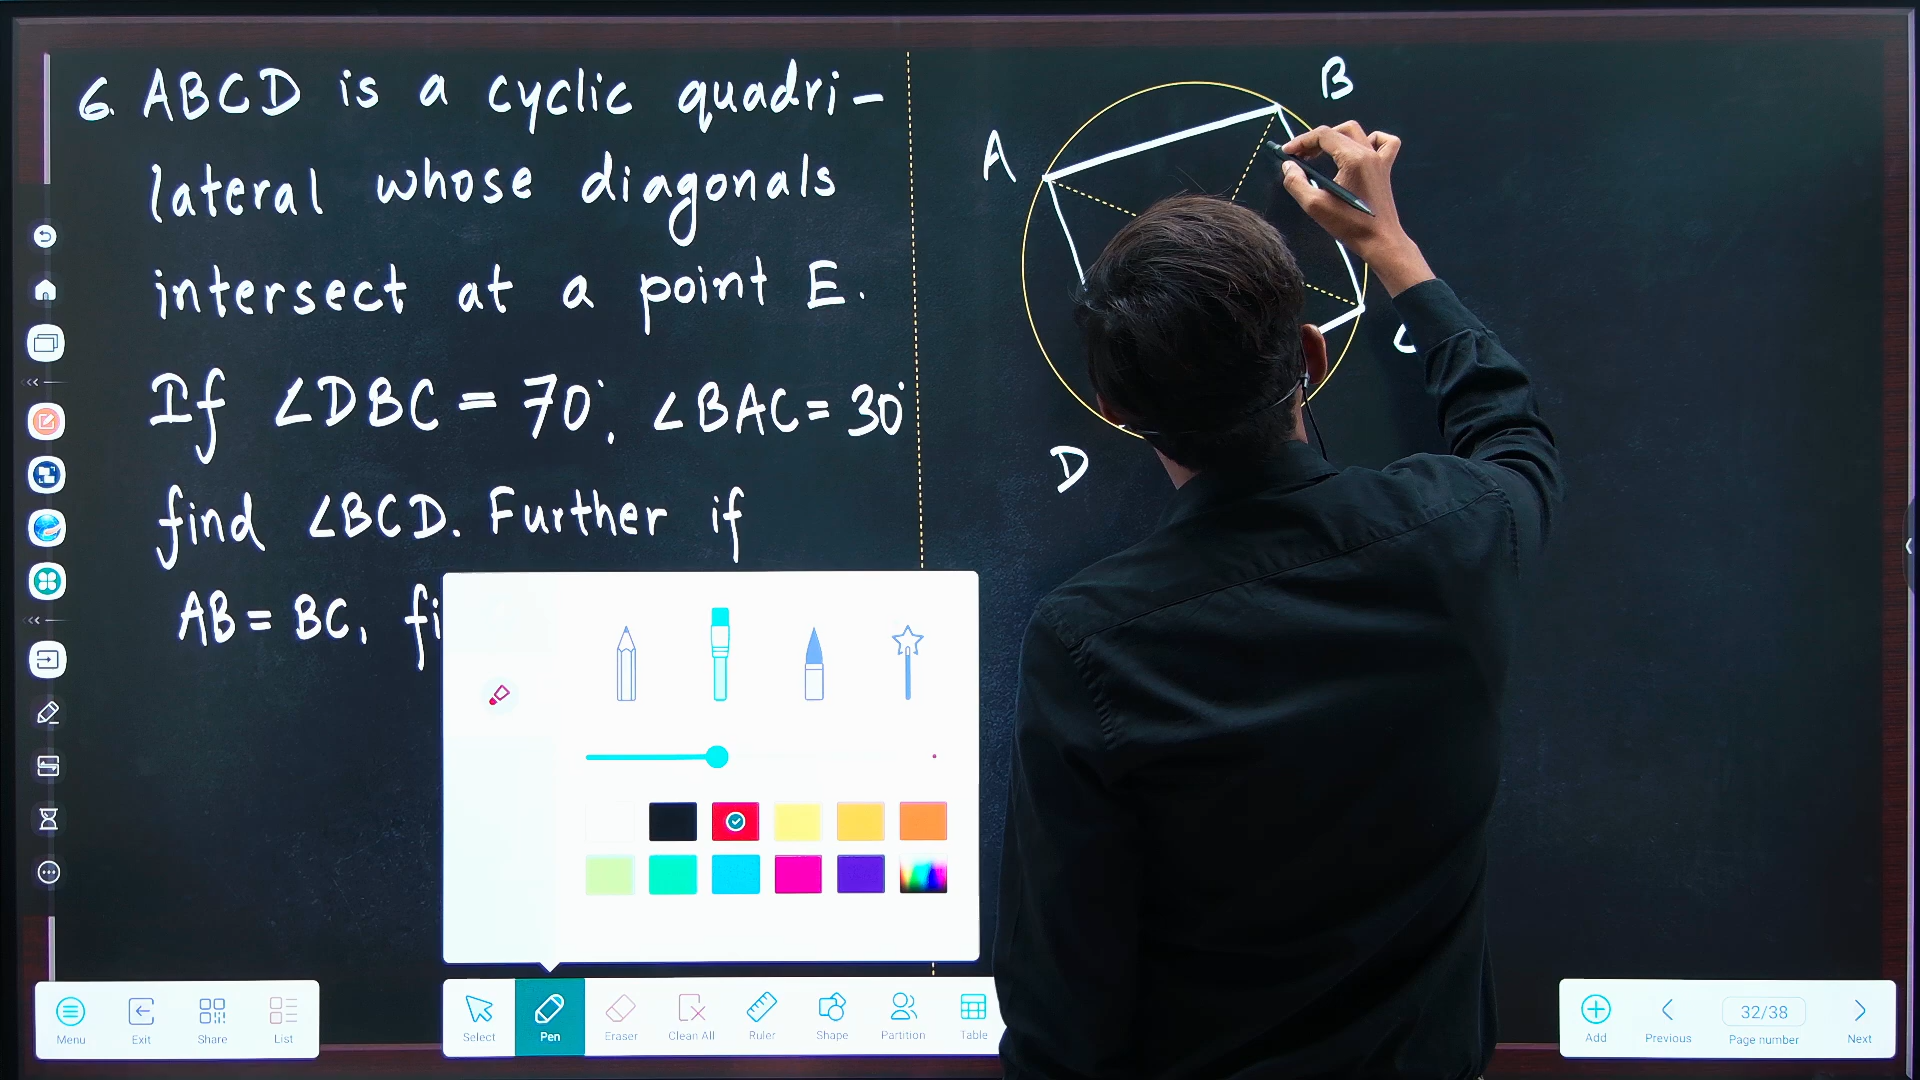 6. ABCD is a cyclic quadri-
lateral whose diagonals
intersect at a point E.
If ∠DBC = 70°, ∠BAC = 30°
find ∠BCD. Further if
AB = BC, fi
A
B
C
D
Menu
Exit
Share
List
Select
Pen
Eraser
Clean All
Ruler
Shape
Partition
Table
Add
Previous
32/38
Page number
Next